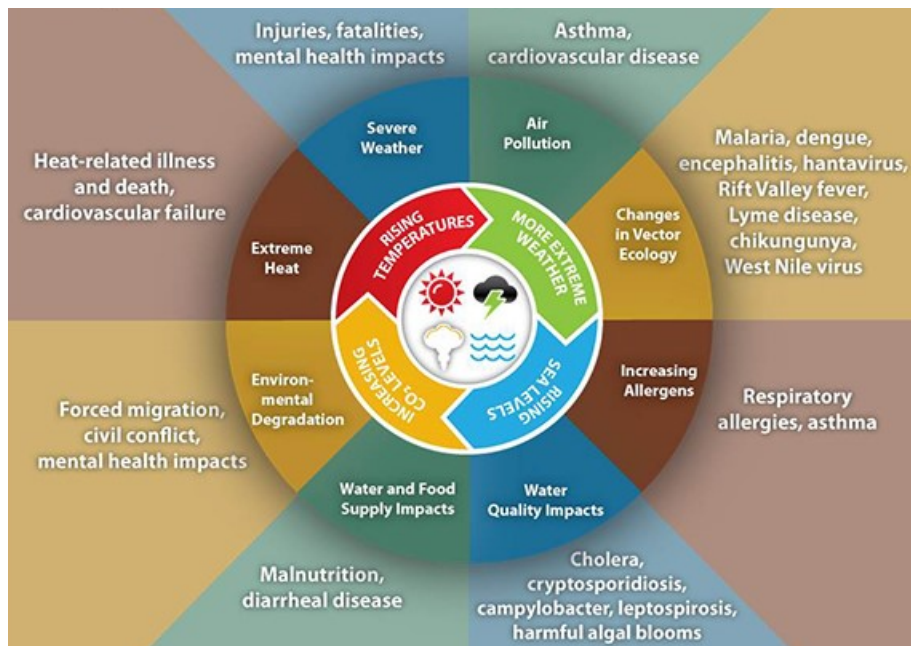 Injuries, fatalities,
mental health impacts
Asthma,
cardiovascular disease
Severe
Weather
Air
Pollution
Heat-related illness
and death,
cardiovascular failure
Malaria, dengue,
encephalitis, hantavirus,
Rift Valley fever,
Lyme disease,
chikungunya,
West Nile virus
Extreme
Heat
RISING
TEMPERATURES
MORE EXTREME
WEATHER
Changes
in Vector
Ecology
INCREASING
CO₂ LEVELS
RISING
SEA LEVELS
Environ-
mental
Degradation
Increasing
Allergens
Forced migration,
civil conflict,
mental health impacts
Respiratory
allergies, asthma
Water and Food
Supply Impacts
Water
Quality Impacts
Malnutrition,
diarrheal disease
Cholera,
cryptosporidiosis,
campylobacter, leptospirosis,
harmful algal blooms